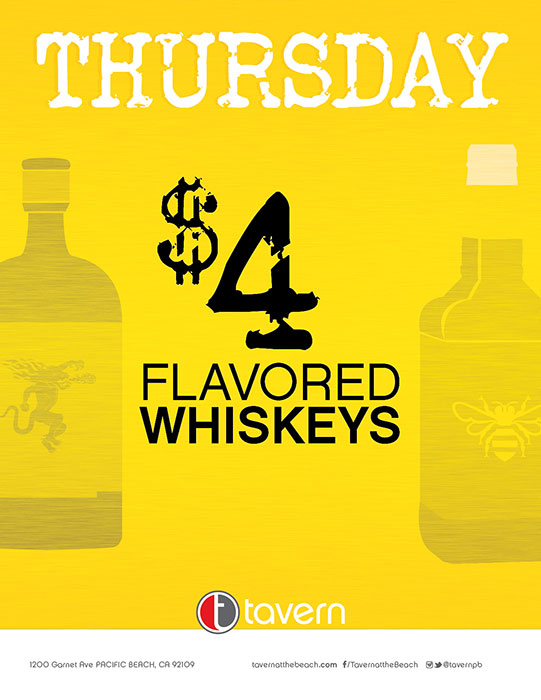 THURSDAY
$4
FLAVORED
WHISKEYS
t tavern
1200 Garnet Ave PACIFIC BEACH, CA 92109 tavernatthebeach.com f/TavernattheBeach @tavernpb